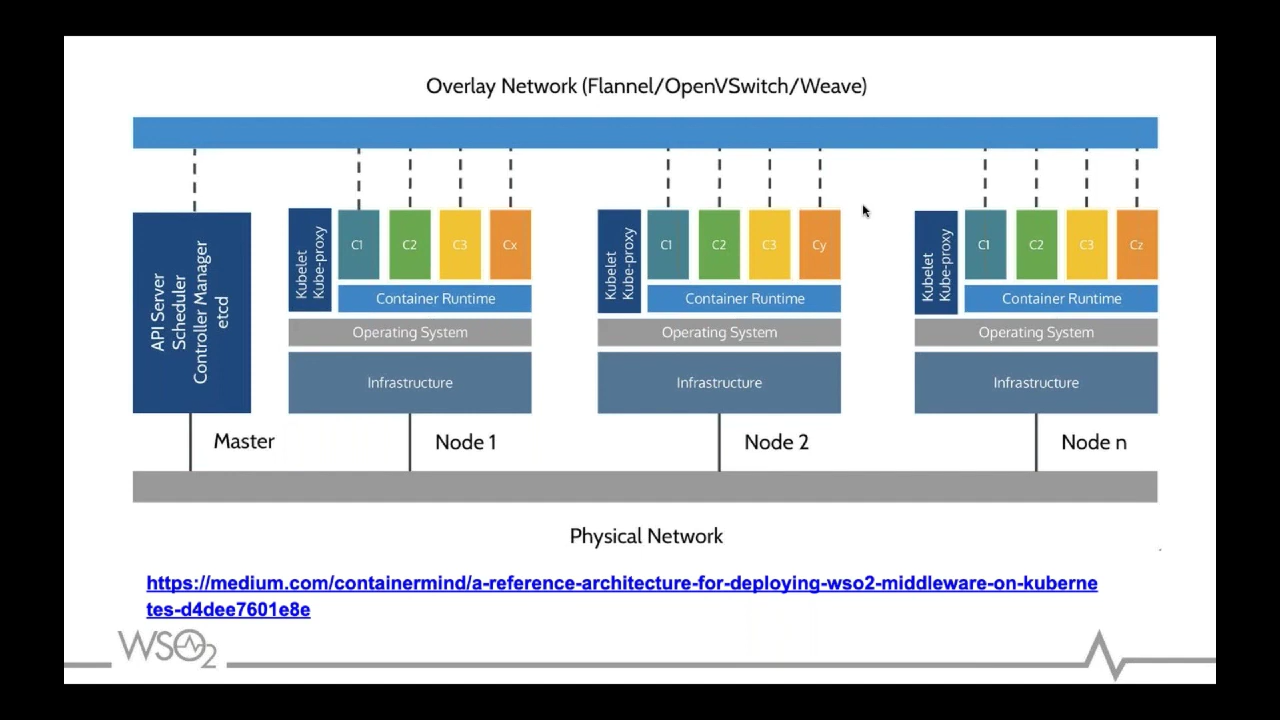 Overlay Network (Flannel/OpenVSwitch/Weave)
API Server
Scheduler
Controller Manager
etcd
Kubelet
Kube-proxy
C1
C2
C3
Cx
Container Runtime
Operating System
Infrastructure
Kubelet
Kube-proxy
C1
C2
C3
Cy
Container Runtime
Operating System
Infrastructure
Kubelet
Kube-proxy
C1
C2
C3
Cz
Container Runtime
Operating System
Infrastructure
Master
Node 1
Node 2
Node n
Physical Network
https://medium.com/containermind/a-reference-architecture-for-deploying-wso2-middleware-on-kuberne
tes-d4dee7601e8e
WSO2